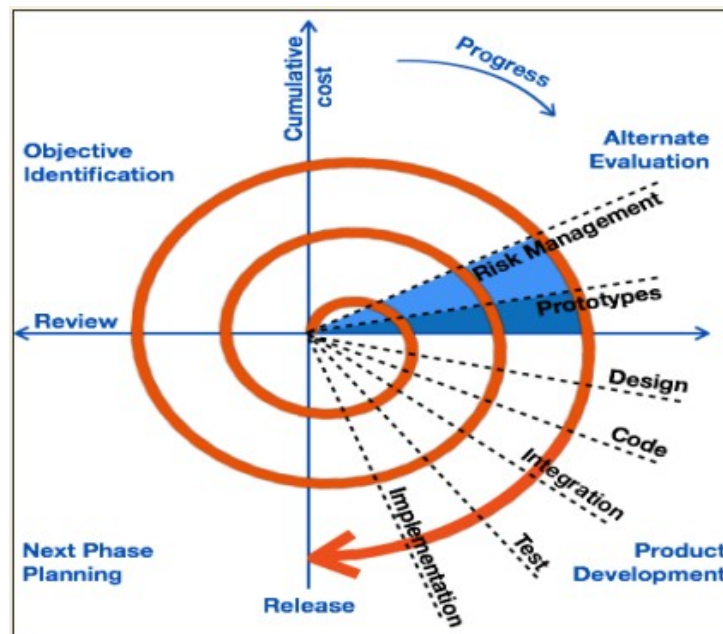 Cumulative
cost
Progress
Objective
Identification
Alternate
Evaluation
Risk Management
Prototypes
Review
Design
Code
Integration
Test
Implementation
Next Phase
Planning
Product
Development
Release